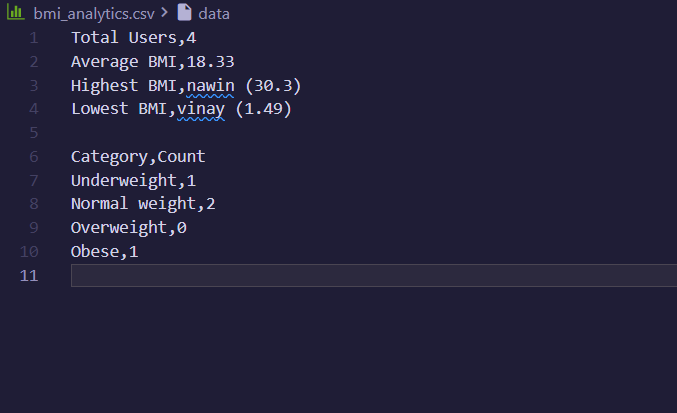 bmi_analytics.csv > data
1 Total Users,4
2 Average BMI,18.33
3 Highest BMI,nawin (30.3)
4 Lowest BMI,vinay (1.49)
5
6 Category,Count
7 Underweight,1
8 Normal weight,2
9 Overweight,0
10 Obese,1
11